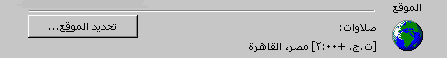 الموقع
صلاوات:
تحديد الموقع...
[ت.ج. +٢:٠٠] مصر، القاهرة